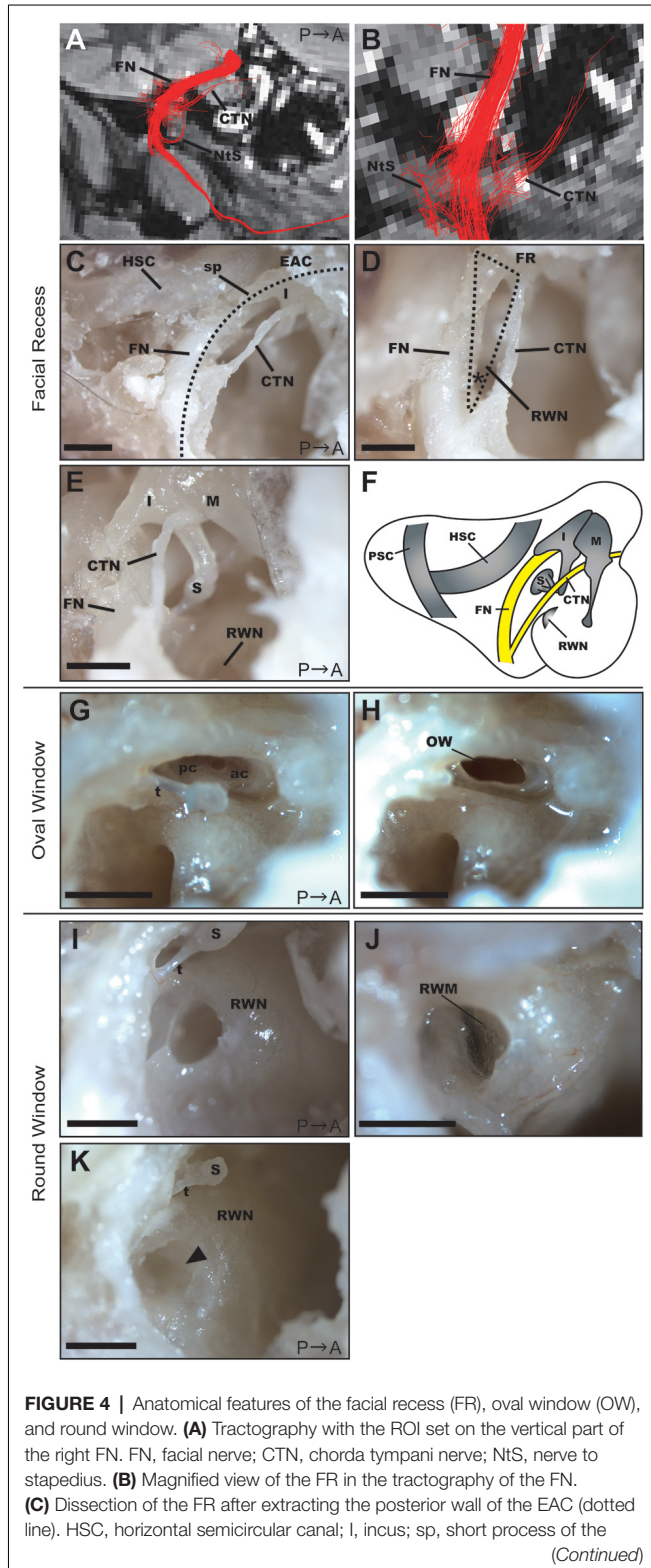 A
P→A
FN
CTN
NtS
B
FN
NtS
CTN
Facial Recess
C
HSC
sp
EAC
I
FN
CTN
P→A
D
FR
FN
CTN
*
RWN
E
I
M
CTN
FN
S
RWN
P→A
F
PSC
HSC
I
M
S
FN
CTN
RWN
Oval Window
G
pc
ac
t
P→A
H
OW
Round Window
I
S
t
RWN
P→A
J
RWM
K
S
t
RWN
P→A
FIGURE 4 | Anatomical features of the facial recess (FR), oval window (OW),
and round window. (A) Tractography with the ROI set on the vertical part of
the right FN. FN, facial nerve; CTN, chorda tympani nerve; NtS, nerve to
stapedius. (B) Magnified view of the FR in the tractography of the FN.
(C) Dissection of the FR after extracting the posterior wall of the EAC (dotted
line). HSC, horizontal semicircular canal; I, incus; sp, short process of the
(Continued)